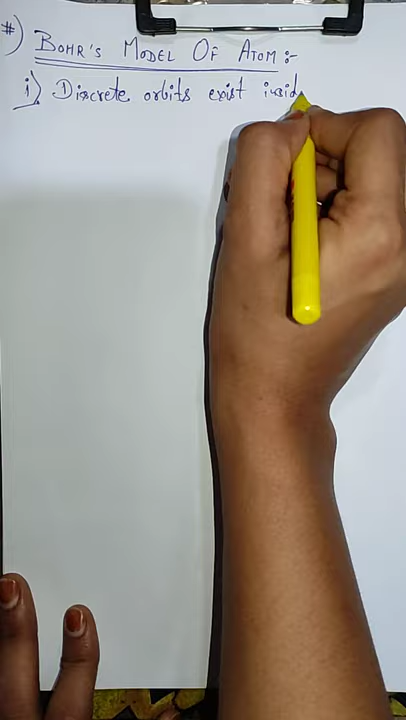 #) BOHR'S MODEL OF ATOM :-
i) Discrete orbits exist insid